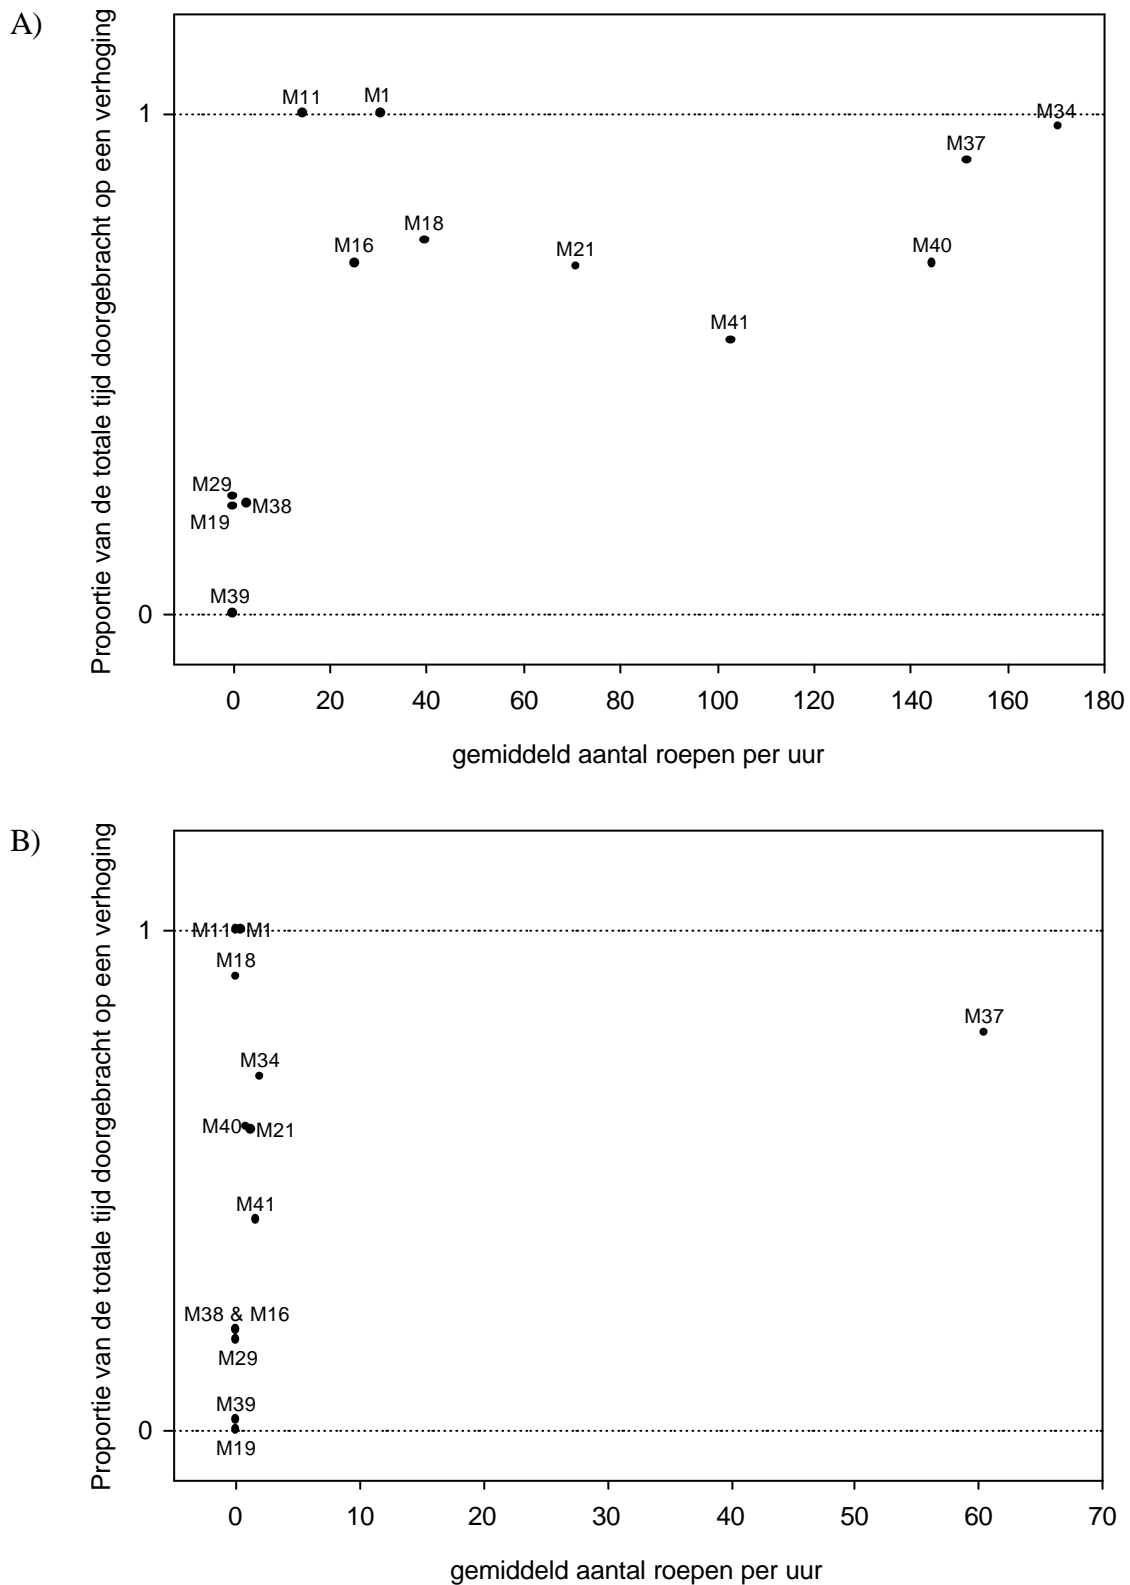 A)
Proportie van de totale tijd doorgebracht op een verhoging
1
0
M11
M1
M34
M37
M18
M16
M21
M40
M41
M29
M38
M19
M39
0 20 40 60 80 100 120 140 160 180
gemiddeld aantal roepen per uur
B)
Proportie van de totale tijd doorgebracht op een verhoging
1
0
M11 M1
M18
M37
M34
M40 M21
M41
M38 & M16
M29
M39
M19
0 10 20 30 40 50 60 70
gemiddeld aantal roepen per uur